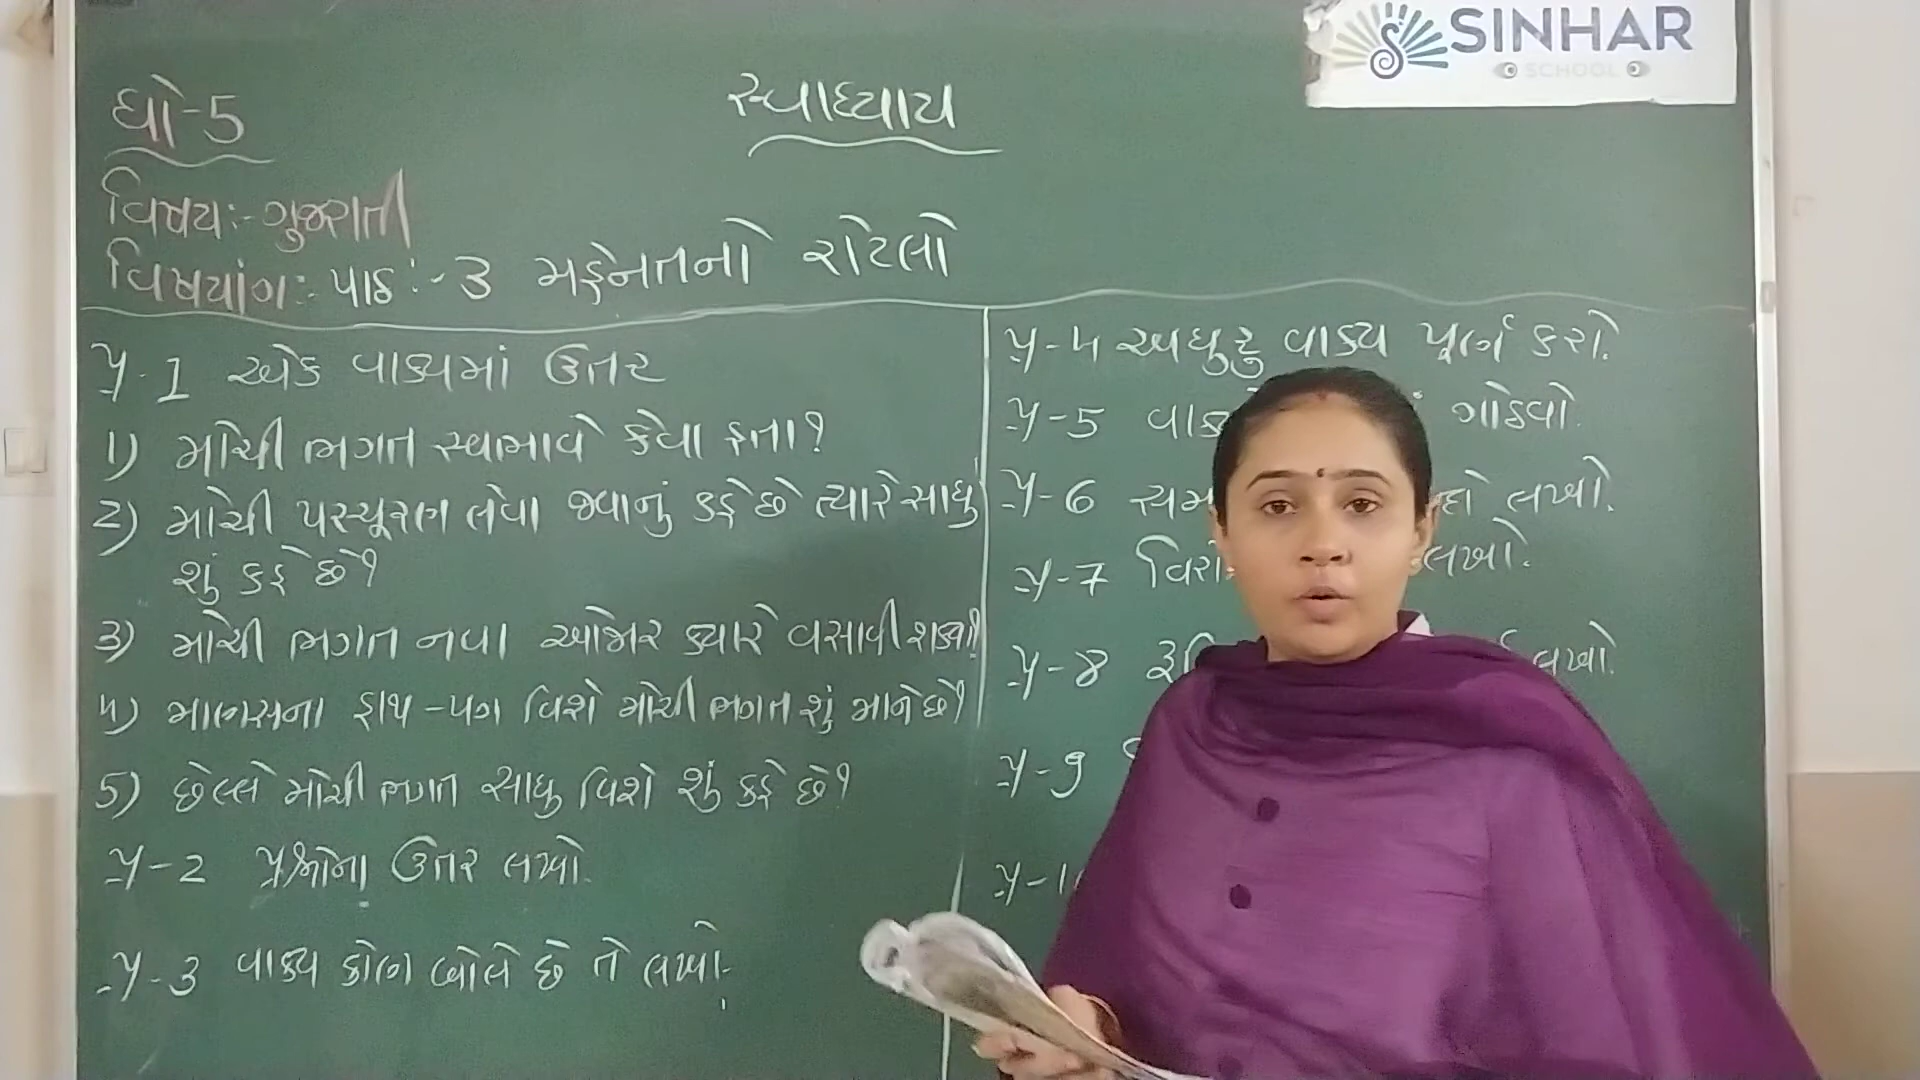 SINHAR
SCHOOL
ધો-5
સ્વાધ્યાય
વિષય:- ગુજરાતી
વિષયાંગ:- પાઠ:-3 મહેનતનો રોટલો
પ્ર-1 એક વાક્યમાં ઉત્તર
1) મોચી ભગત સ્વભાવે કેવા હતા?
2) મોચી પસ્ચૂરણ લેવા જવાનું કહે છે ત્યારે સાધુ
શું કહે છે?
3) મોચી ભગત નવા ઓજાર ક્યારે વસાવી શક્યા?
4) માણસના હાથ-પગ વિશે મોચી ભગત શું માને છે?
5) છેલ્લે મોચી ભગત સાધુ વિશે શું કહે છે?
પ્ર-2 પ્રશ્નોના ઉત્તર લખો.
પ્ર-3 વાક્ય કોણ બોલે છે તે લખો.
પ્ર-4 અધુરુ વાક્ય પૂર્ણ કરો.
પ્ર-5 ગોઠવો.
પ્ર-6 લખો.
પ્ર-7 લખો.
પ્ર-8 લખો.
પ્ર-9